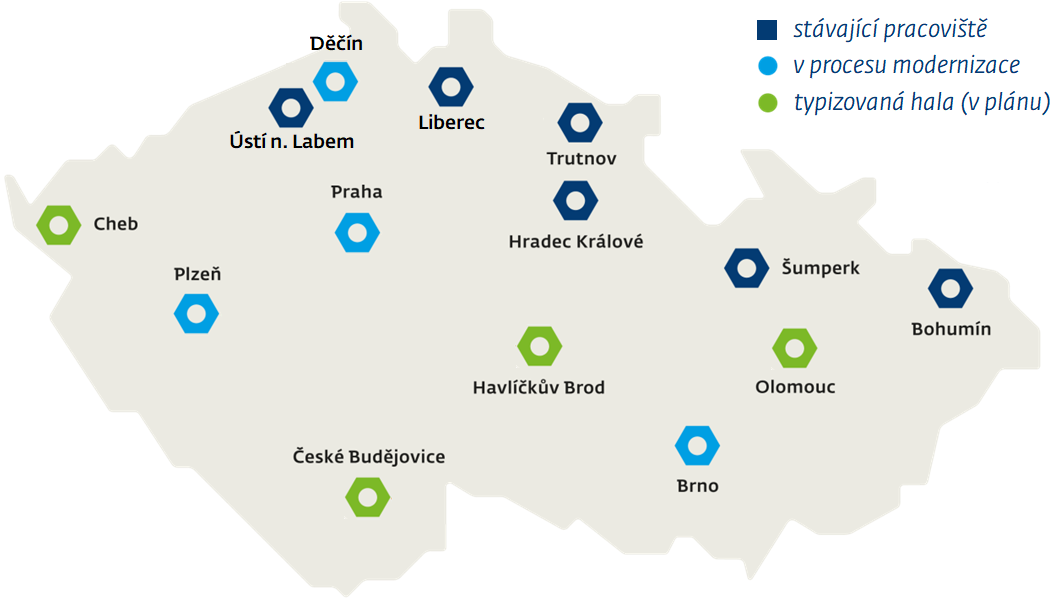 stávající pracoviště
v procesu modernizace
typizovaná hala (v plánu)
Děčín
Liberec
Ústí n. Labem
Trutnov
Praha
Cheb
Hradec Králové
Plzeň
Šumperk
Bohumín
Havlíčkův Brod
Olomouc
České Budějovice
Brno